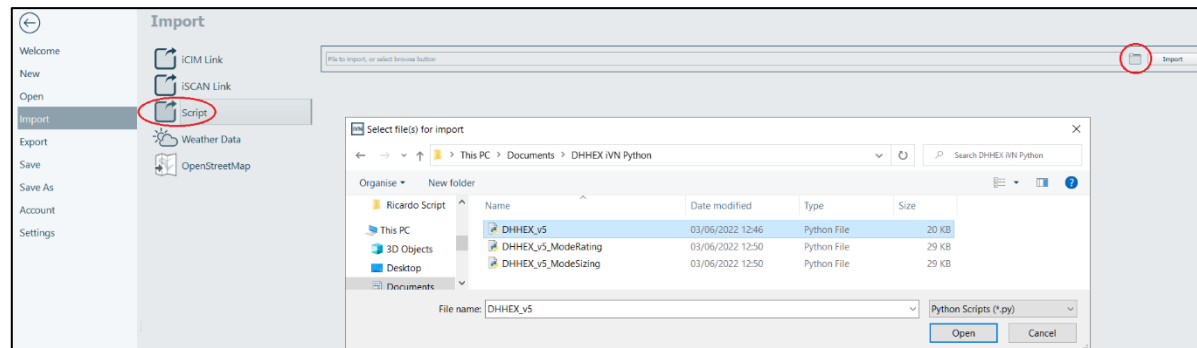 Import
Welcome
New
Open
Import
Export
Save
Save As
Account
Settings
iCIM Link
iSCAN Link
Script
Weather Data
OpenStreetMap
File to import, or select browse button
Import
iVN Select file(s) for import
This PC > Documents > DHHEX iVN Python
Search DHHEX iVN Python
Organise New folder
Ricardo Script
This PC
3D Objects
Desktop
Documents
Name Date modified Type Size
DHHEX_v5 03/06/2022 12:46 Python File 20 KB
DHHEX_v5_ModeRating 03/06/2022 12:50 Python File 29 KB
DHHEX_v5_ModeSizing 03/06/2022 12:50 Python File 29 KB
File name: DHHEX_v5 Python Scripts (*.py)
Open Cancel